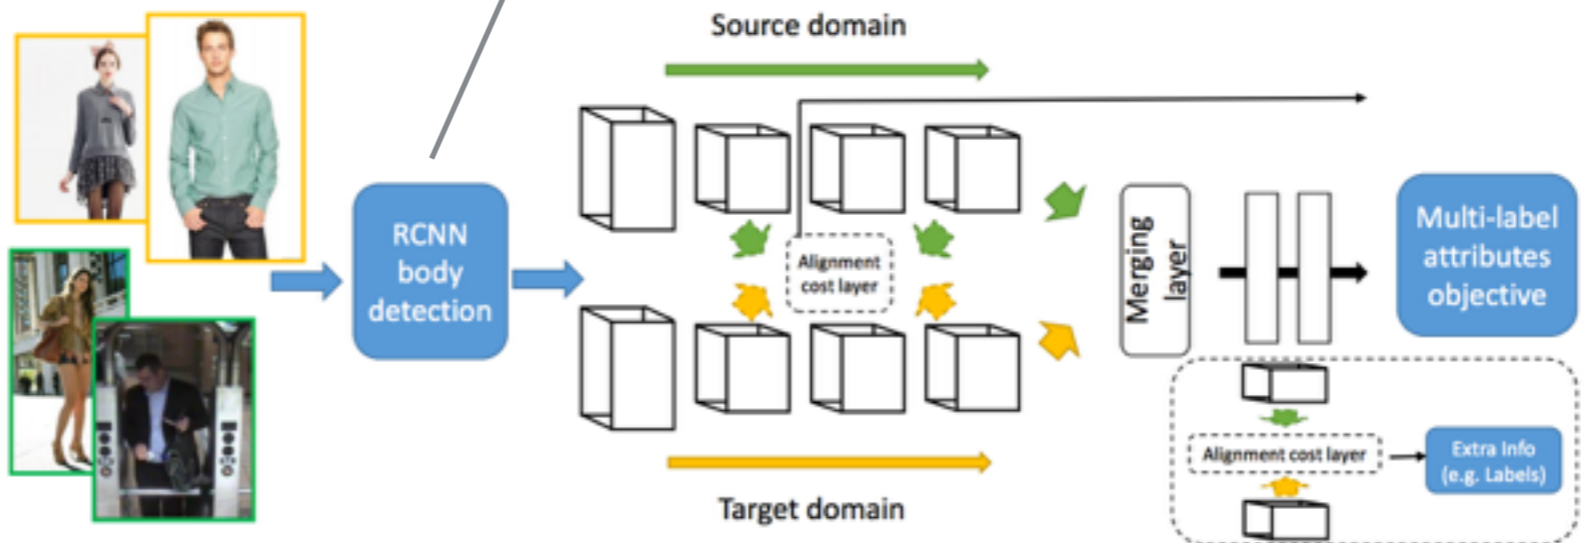 Source domain
RCNN
body
detection
Alignment
cost layer
Merging
layer
Multi-label
attributes
objective
Alignment cost layer
Extra Info
(e.g. Labels)
Target domain